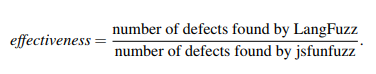 effectiveness = number of defects found by LangFuzz
number of defects found by jsfunfuzz.